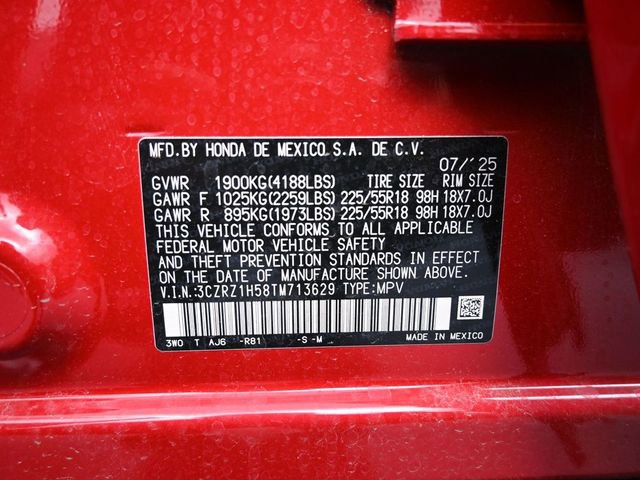 MFD.BY HONDA DE MEXICO S.A. DE C.V.
07/'25
GVWR 1900KG(4188LBS) TIRE SIZE RIM SIZE
GAWR F 1025KG(2259LBS) 225/55R18 98H 18X7.0J
GAWR R 895KG(1973LBS) 225/55R18 98H 18X7.0J
THIS VEHICLE CONFORMS TO ALL APPLICABLE
FEDERAL MOTOR VEHICLE SAFETY
AND THEFT PREVENTION STANDARDS IN EFFECT
ON THE DATE OF MANUFACTURE SHOWN ABOVE.
V.I.N.:3CZRZ1H58TM713629 TYPE:MPV
3W0 T AJ6 -R81 -S -M MADE IN MEXICO